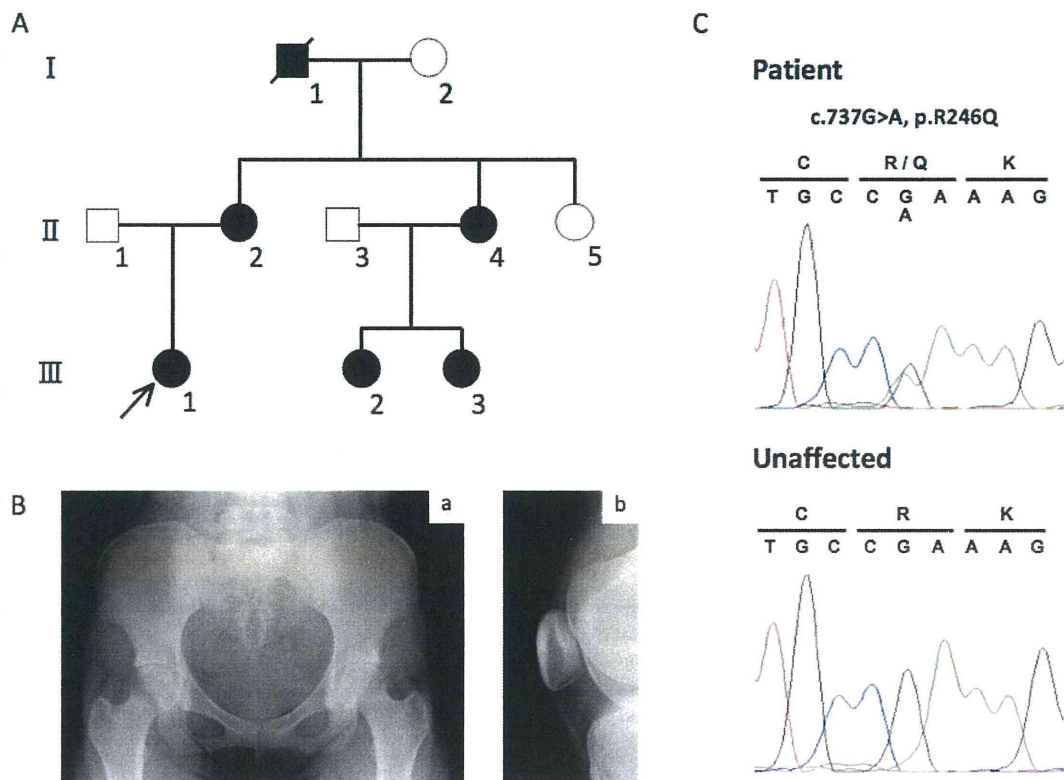 A
I
1
2
II
1
2
3
4
5
III
1
2
3
B
a
b
C
Patient
c.737G>A, p.R246Q
C R / Q K
T G C C G A A A G
A
Unaffected
C R K
T G C C G A A A G